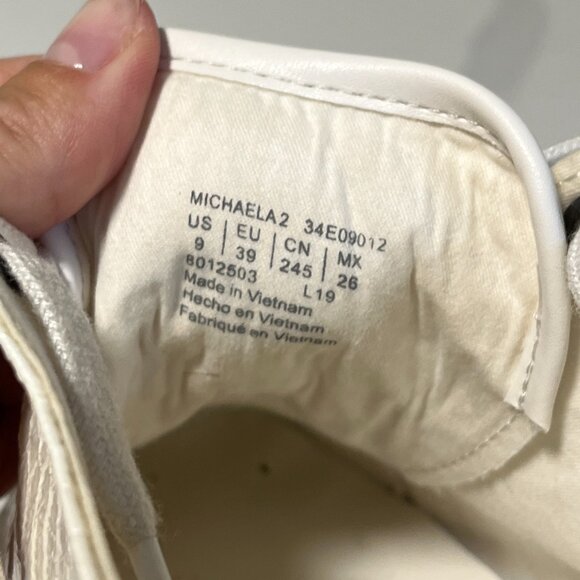 MICHAELA2 34E09012
US | EU | CN | MX
9 | 39 | 245 | 26
8012503 L19
Made in Vietnam
Hecho en Vietnam
Fabriqué en Vietnam